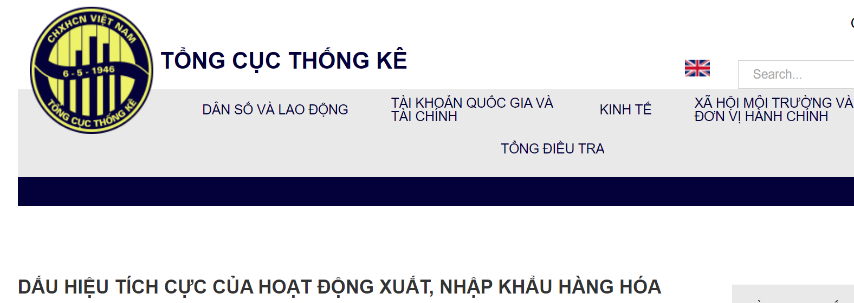 CHXHCN VIỆT NAM
6 - 5 - 1946
TỔNG CỤC THỐNG KÊ
TỔNG CỤC THỐNG KÊ
Search...
DÂN SỐ VÀ LAO ĐỘNG
TÀI KHOẢN QUỐC GIA VÀ
TÀI CHÍNH
KINH TẾ
XÃ HỘI MÔI TRƯỜNG VÀ
ĐƠN VỊ HÀNH CHÍNH
TỔNG ĐIỀU TRA
DẤU HIỆU TÍCH CỰC CỦA HOẠT ĐỘNG XUẤT, NHẬP KHẨU HÀNG HÓA